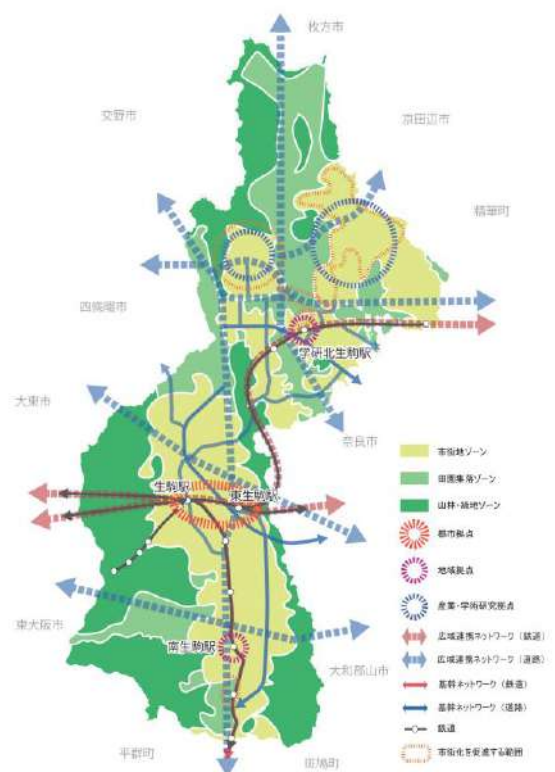 枚方市
交野市
京田辺市
精華町
四條畷市
学研北生駒駅
大東市
奈良市
生駒駅
東生駒駅
東大阪市
南生駒駅
大和郡山市
平群町
斑鳩町
市街地ゾーン
田園集落ゾーン
山林・緑地ゾーン
都市拠点
地域拠点
産業・学術研究拠点
広域連携ネットワーク（鉄道）
広域連携ネットワーク（道路）
基幹ネットワーク（鉄道）
基幹ネットワーク（道路）
鉄道
市街化を促進する範囲